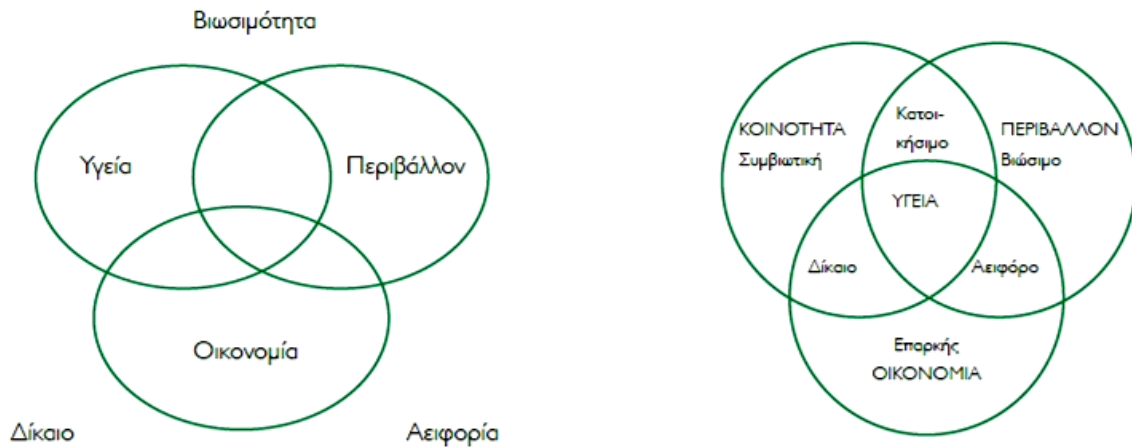 Βιωσιμότητα
Υγεία
Περιβάλλον
Οικονομία
Δίκαιο
Αειφορία
ΚΟΙΝΟΤΗΤΑ
Συμβιωτική
Κατοι-
κήσιμο
ΠΕΡΙΒΑΛΛΟΝ
Βιώσιμο
ΥΓΕΙΑ
Δίκαιο
Αειφόρο
Επαρκής
ΟΙΚΟΝΟΜΙΑ